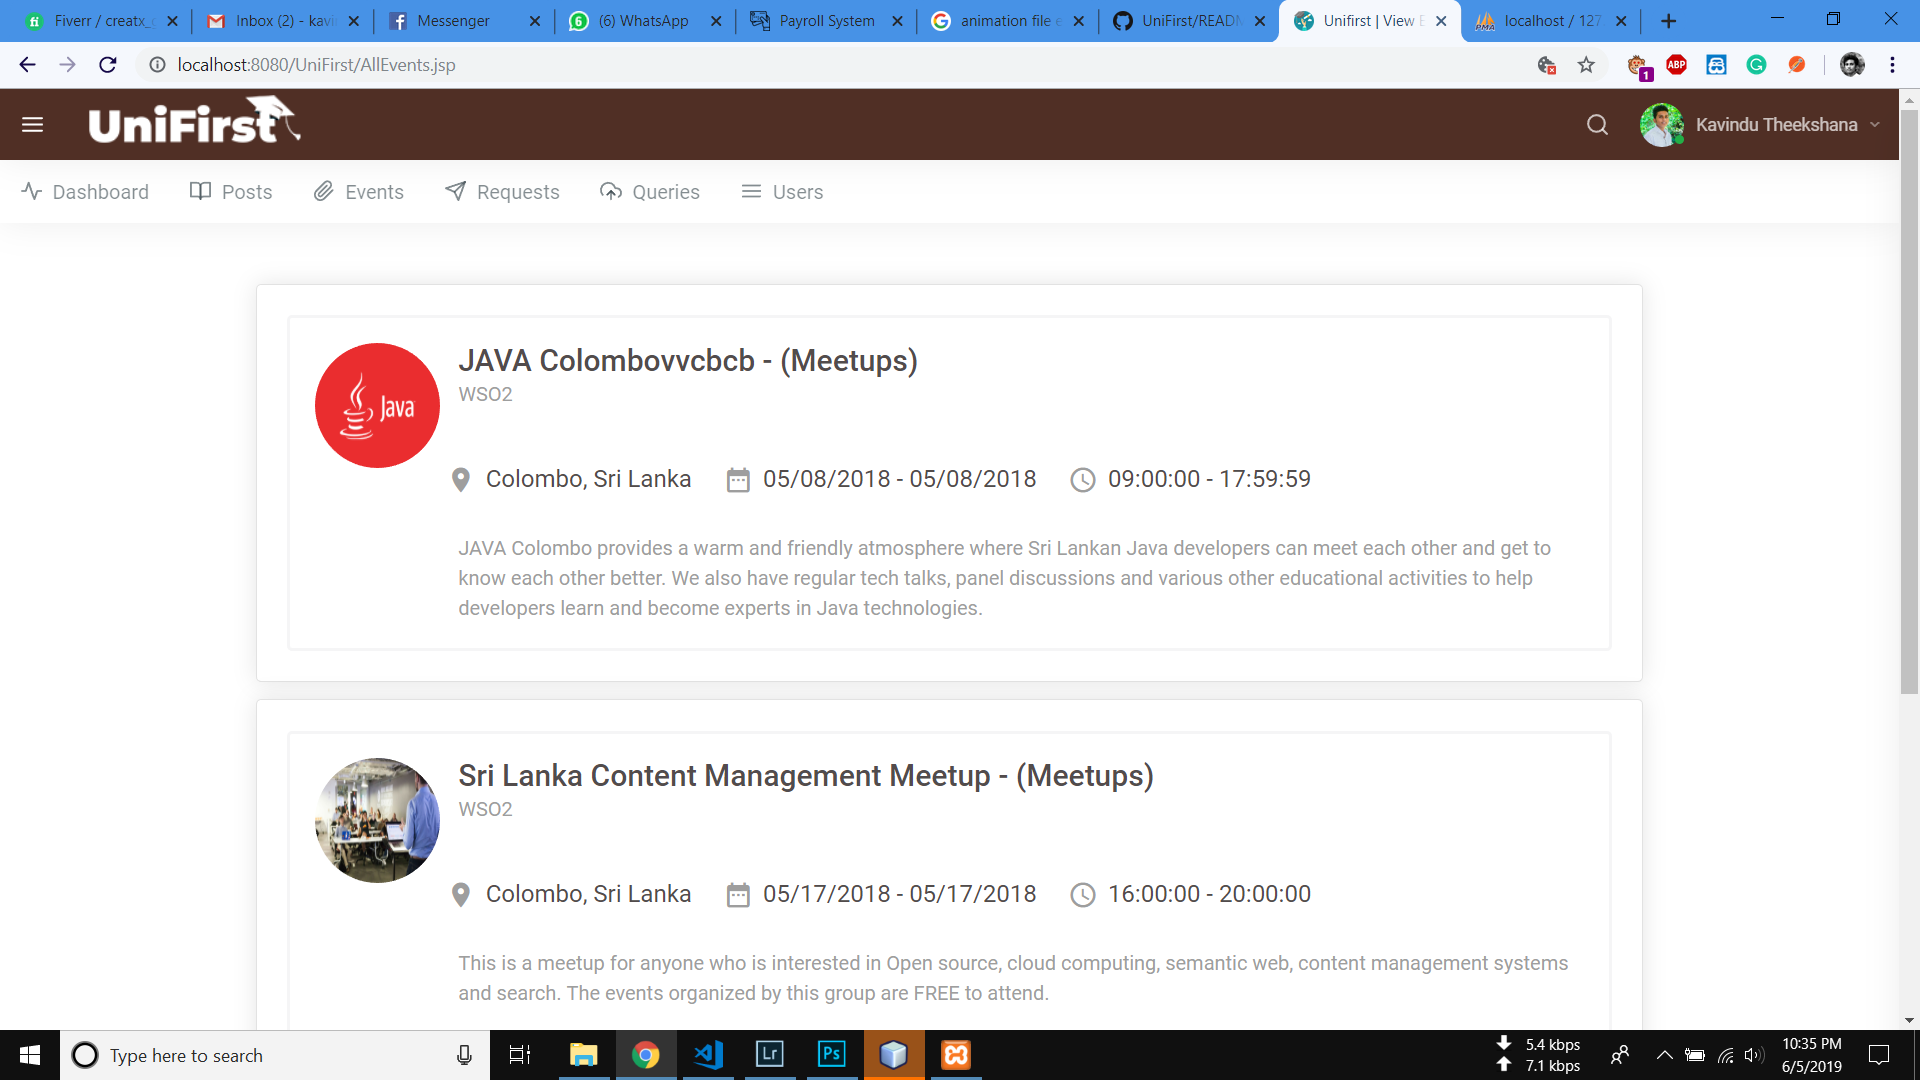 Fiverr / creatx_
Inbox (2) - kavi
Messenger
(6) WhatsApp
Payroll System
animation file e
UniFirst/READ
Unifirst | View E
localhost / 127
localhost:8080/UniFirst/AllEvents.jsp
1
ABP
UniFirst
Kavindu Theekshana
Dashboard
Posts
Events
Requests
Queries
Users
Java
JAVA Colombovvcbcb - (Meetups)
WSO2
Colombo, Sri Lanka
05/08/2018 - 05/08/2018
09:00:00 - 17:59:59
JAVA Colombo provides a warm and friendly atmosphere where Sri Lankan Java developers can meet each other and get to
know each other better. We also have regular tech talks, panel discussions and various other educational activities to help
developers learn and become experts in Java technologies.
Sri Lanka Content Management Meetup - (Meetups)
WSO2
Colombo, Sri Lanka
05/17/2018 - 05/17/2018
16:00:00 - 20:00:00
This is a meetup for anyone who is interested in Open source, cloud computing, semantic web, content management systems
and search. The events organized by this group are FREE to attend.
Type here to search
Lr
Ps
5.4 kbps
7.1 kbps
10:35 PM
6/5/2019